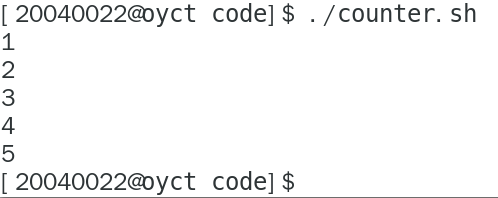 [ 20040022@oyct code] $ ./counter.sh
1
2
3
4
5
[ 20040022@oyct code] $